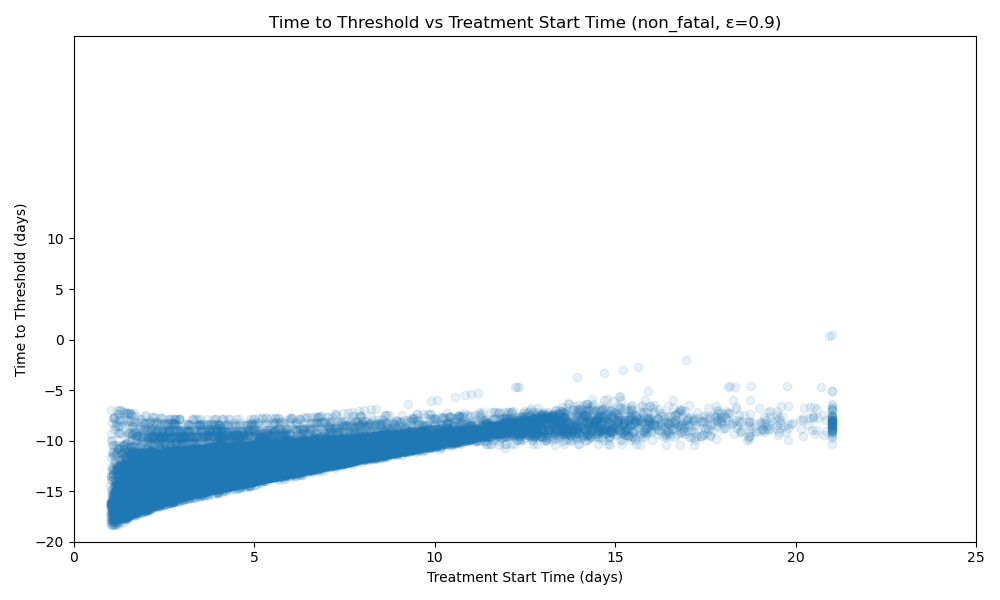 Time to Threshold vs Treatment Start Time (non_fatal, ε=0.9)
Time to Threshold (days)
10
5
0
−5
−10
−15
−20
0 5 10 15 20 25
Treatment Start Time (days)